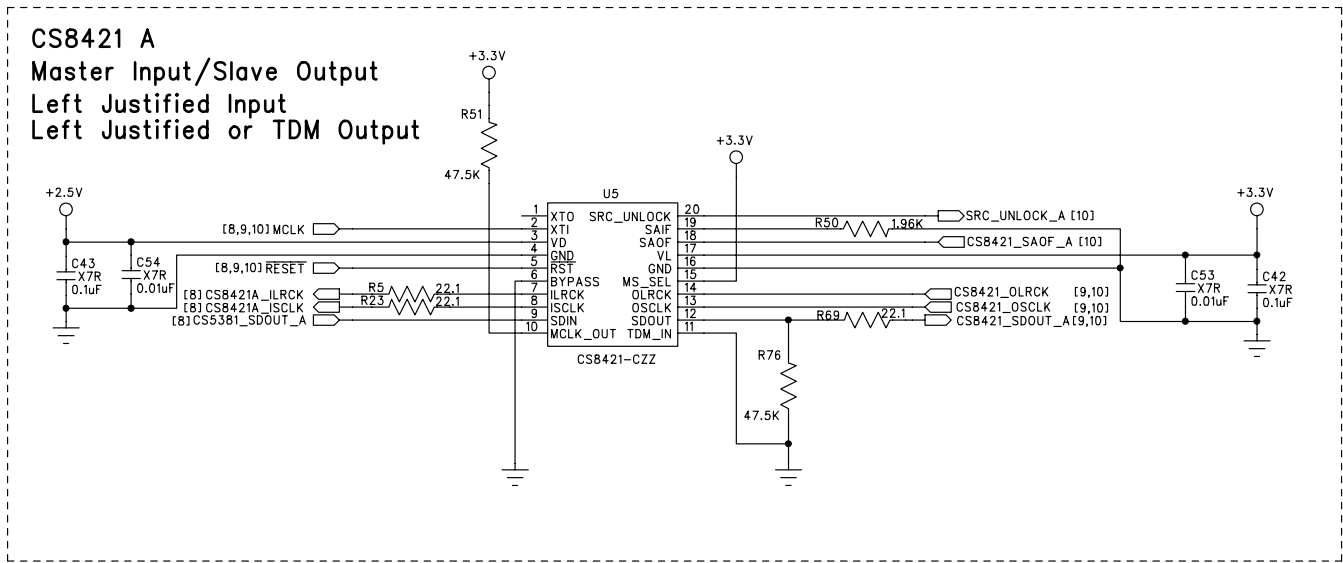 CS8421 A
Master Input/Slave Output
Left Justified Input
Left Justified or TDM Output
+3.3V
R51
47.5K
+3.3V
+2.5V
C43
X7R
0.1uF
C54
X7R
0.01uF
[8,9,10] MCLK
[8,9,10] RESET
[8] CS8421A_ILRCK
R5
22.1
[8] CS8421A_ISCLK
R23
22.1
[8] CS5381_SDOUT_A
U5
1 XTO SRC_UNLOCK 20
2 XTI SAIF 19
3 VD SAOF 18
4 GND VL 17
5 RST GND 16
6 BYPASS MS_SEL 15
7 ILRCK OLRCK 14
8 ISCLK OSCLK 13
9 SDIN SDOUT 12
10 MCLK_OUT TDM_IN 11
CS8421-CZZ
SRC_UNLOCK_A [10]
R50
1.96K
CS8421_SAOF_A [10]
CS8421_OLRCK [9,10]
CS8421_OSCLK [9,10]
R69
22.1
CS8421_SDOUT_A [9,10]
R76
47.5K
+3.3V
C53
X7R
0.01uF
C42
X7R
0.1uF